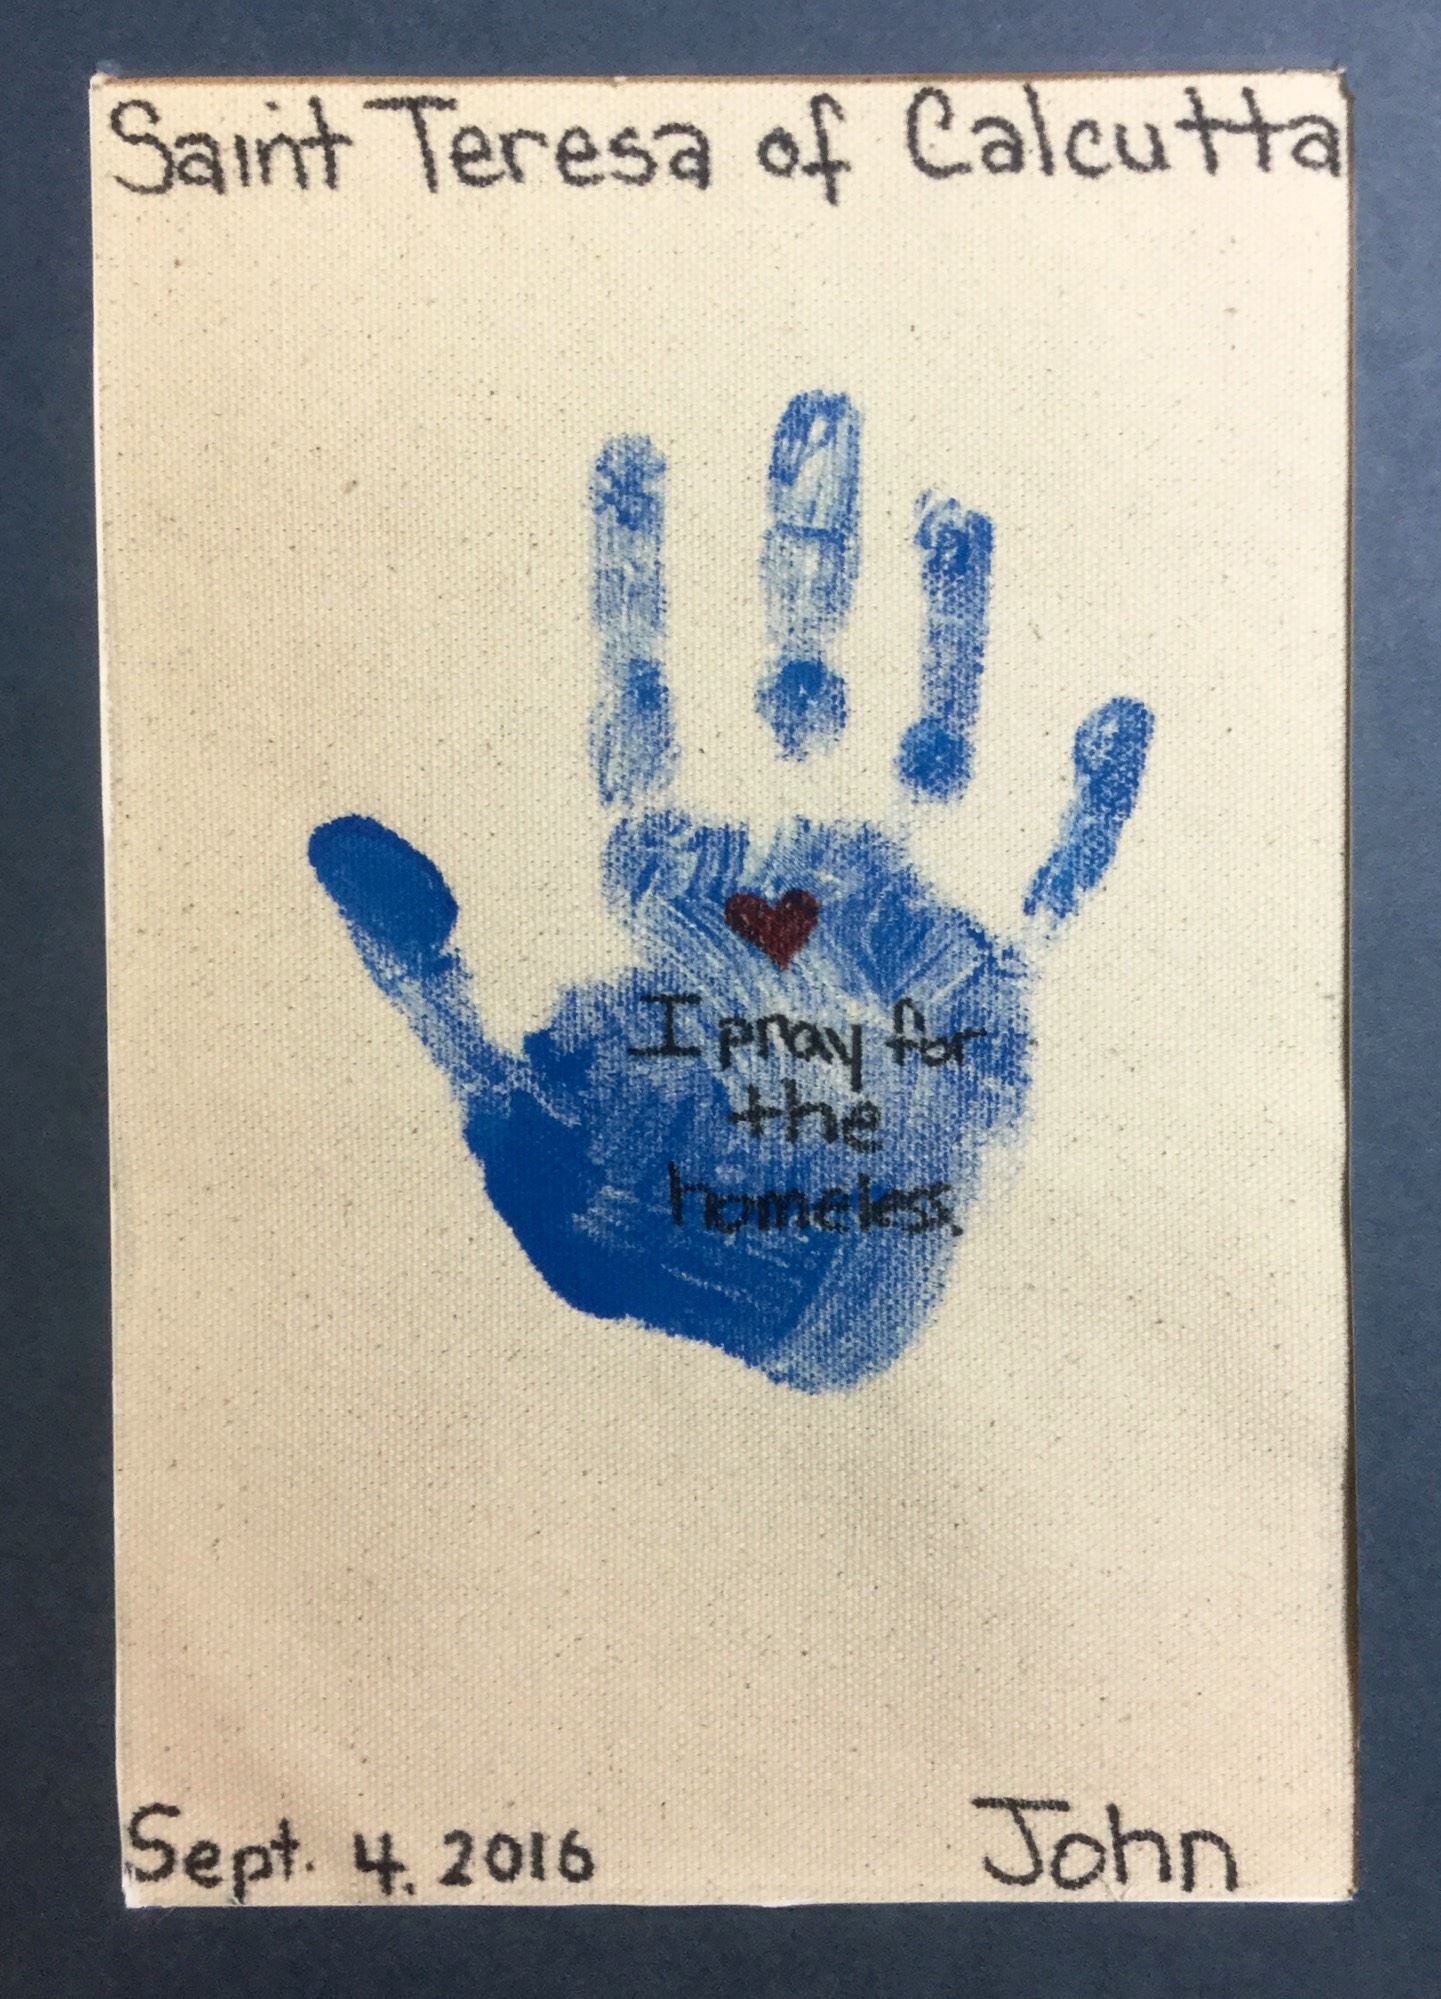 Saint Teresa of Calcutta
I pray for
the
homeless.
Sept. 4, 2016
John